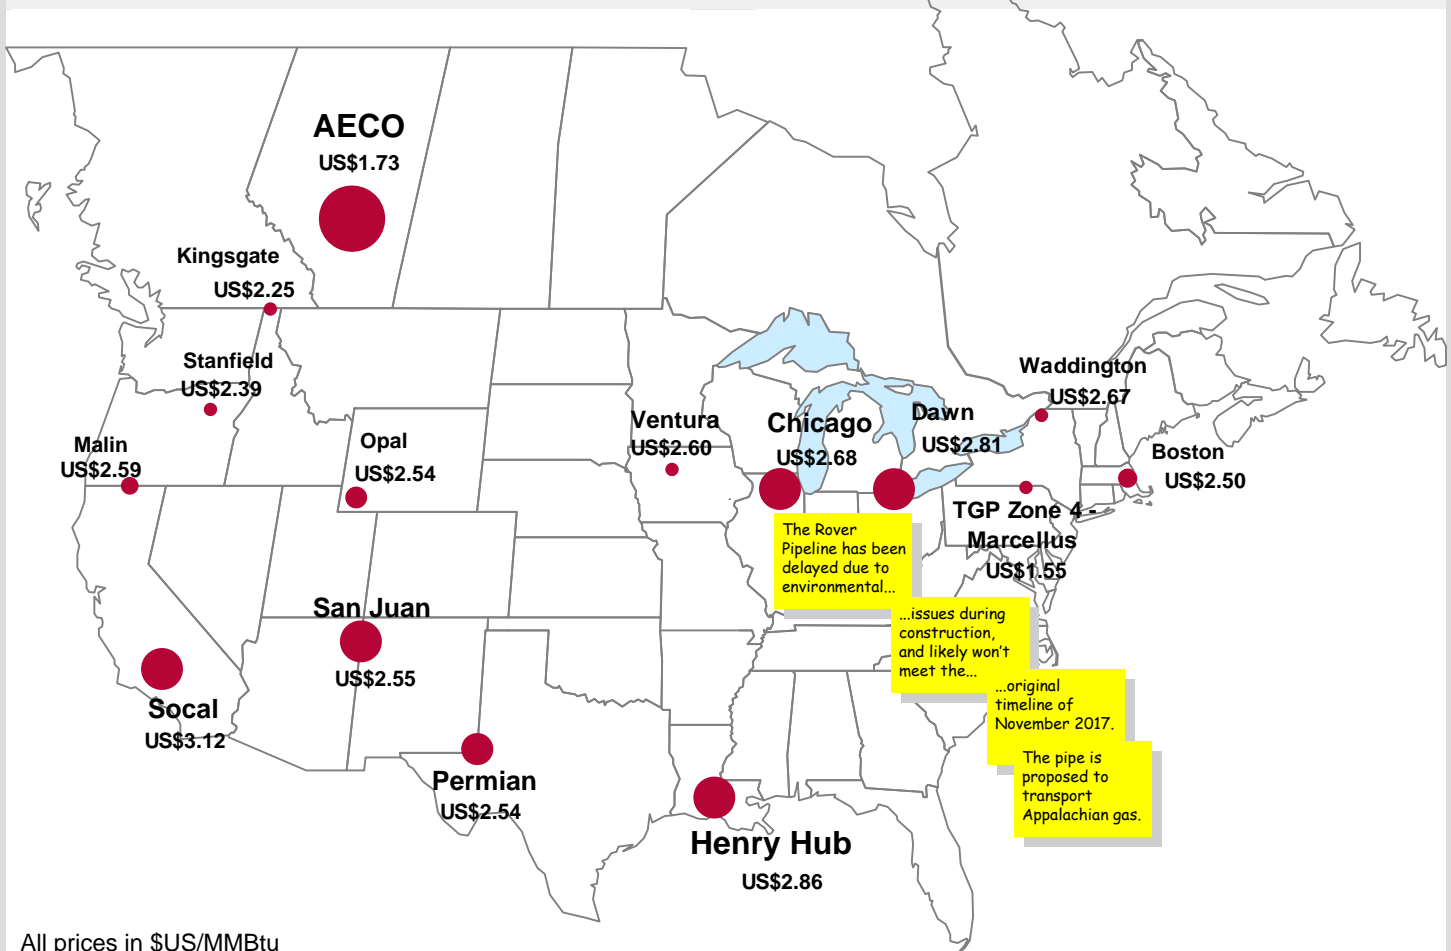 AECO
US$1.73
Kingsgate
US$2.25
Stanfield
US$2.39
Malin
US$2.59
Opal
US$2.54
Ventura
US$2.60
Chicago
US$2.68
Dawn
US$2.81
Waddington
US$2.67
Boston
US$2.50
TGP Zone 4 -
Marcellus
US$1.55
The Rover
Pipeline has been
delayed due to
environmental...
...issues during
construction,
and likely won't
meet the...
...original
timeline of
November 2017.
The pipe is
proposed to
transport
Appalachian gas.
San Juan
US$2.55
Socal
US$3.12
Permian
US$2.54
Henry Hub
US$2.86
All prices in $US/MMBtu